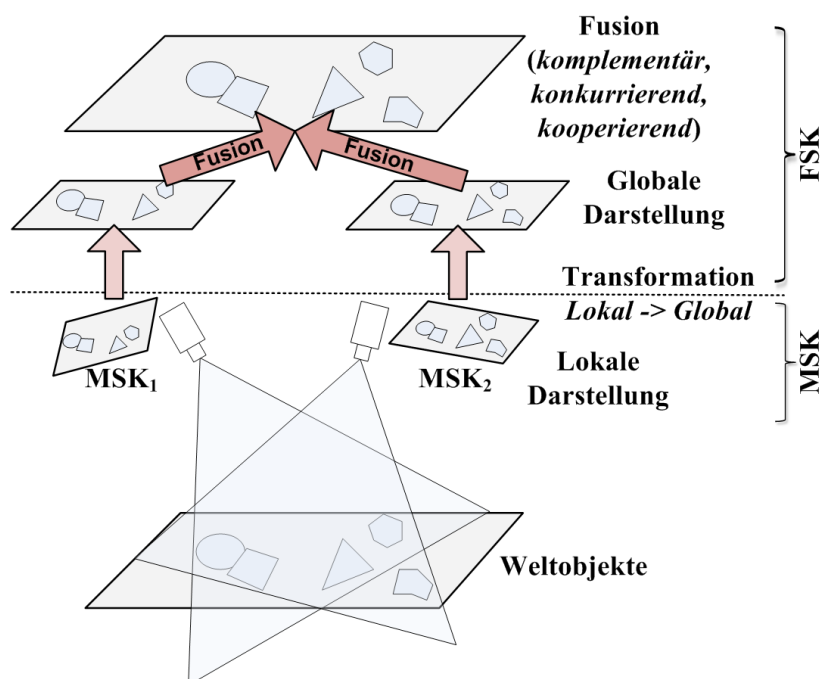 Fusion
(komplementär,
konkurrierend,
kooperierend)
Fusion
Fusion
FSK
Globale
Darstellung
Transformation
Lokal -> Global
MSK₁
MSK₂
Lokale
Darstellung
MSK
Weltobjekte